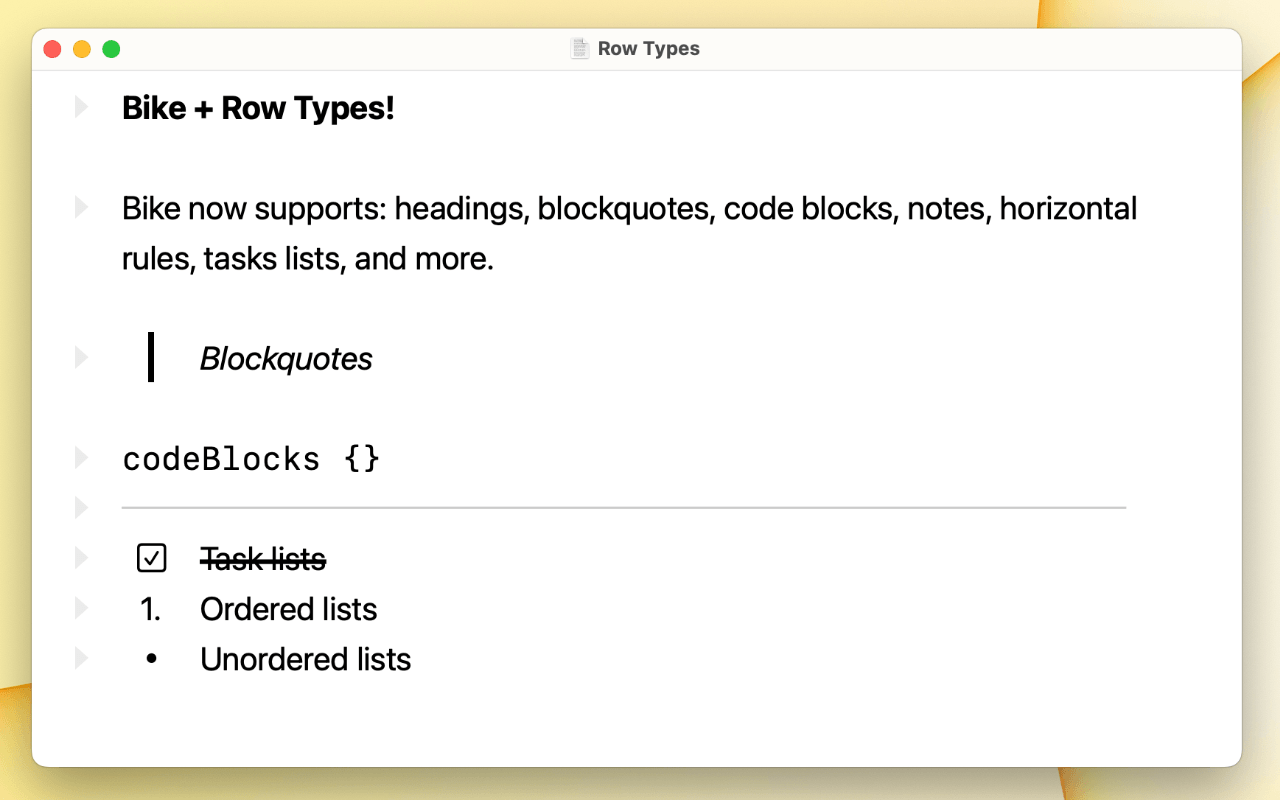 Row Types
Bike + Row Types!
Bike now supports: headings, blockquotes, code blocks, notes, horizontal
rules, tasks lists, and more.
Blockquotes
codeBlocks {}
Task lists
1. Ordered lists
• Unordered lists